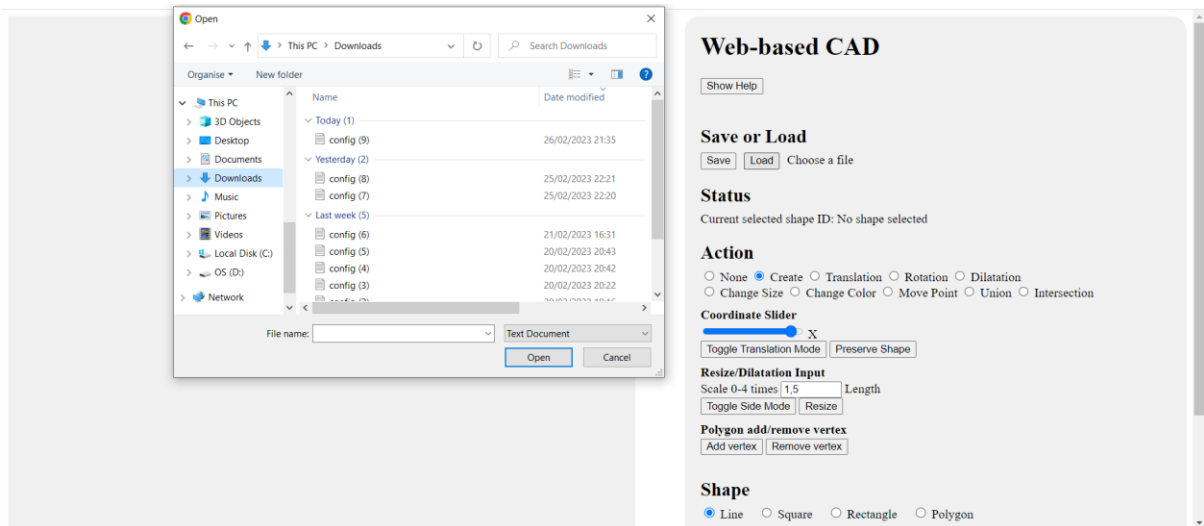 Open
This PC > Downloads
Search Downloads
Organise
New folder
Name
Date modified
This PC
3D Objects
Desktop
Documents
Downloads
Music
Pictures
Videos
Local Disk (C:)
OS (D:)
Network
Today (1)
config (9) 26/02/2023 21:35
Yesterday (2)
config (8) 25/02/2023 22:21
config (7) 25/02/2023 22:20
Last week (5)
config (6) 21/02/2023 16:31
config (5) 20/02/2023 20:43
config (4) 20/02/2023 20:42
config (3) 20/02/2023 20:22
File name:
Text Document
Open
Cancel
Web-based CAD
Show Help
Save or Load
Save Load Choose a file
Status
Current selected shape ID: No shape selected
Action
None Create Translation Rotation Dilatation
Change Size Change Color Move Point Union Intersection
Coordinate Slider
X
Toggle Translation Mode Preserve Shape
Resize/Dilatation Input
Scale 0-4 times 1,5 Length
Toggle Side Mode Resize
Polygon add/remove vertex
Add vertex Remove vertex
Shape
Line Square Rectangle Polygon